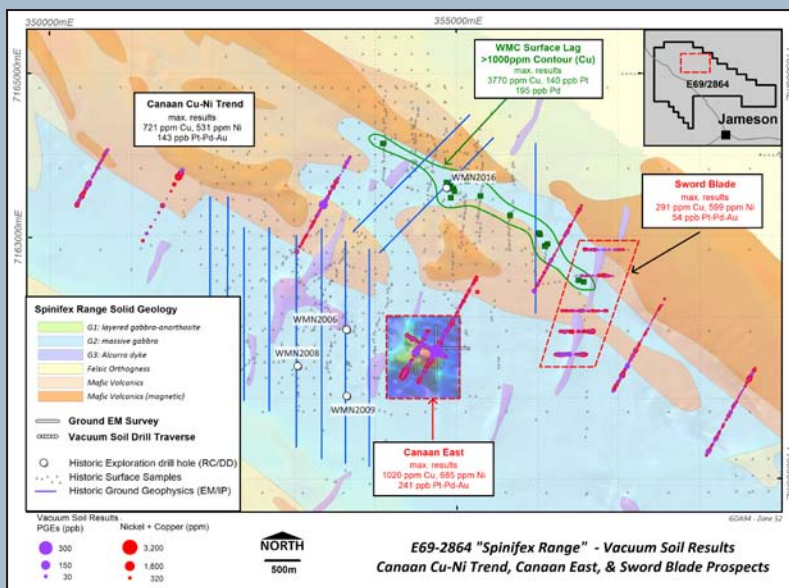 350000mE
355000mE
7165000mN
7165000mN
WMC Surface Lag
>1000ppm Contour (Cu)
max. results
3770 ppm Cu, 140 ppb Pt
195 ppb Pd
E69/2864
Jameson
Canaan Cu-Ni Trend
max. results
721 ppm Cu, 531 ppm Ni
143 ppb Pt-Pd-Au
WMN2016
Sword Blade
max. results
291 ppm Cu, 599 ppm Ni
54 ppb Pt-Pd-Au
7163000mN
Spinifex Range Solid Geology
G1: layered gabbro-anorthosite
G2: massive gabbro
G3: Alcurra dyke
Felsic Orthogness
Mafic Volcanics
Mafic Volcanics (magnetic)
Ground EM Survey
Vacuum Soil Drill Traverse
Historic Exploration drill hole (RC/DD)
Historic Surface Samples
Historic Ground Geophysics (EM/IP)
WMN2006
WMN2008
WMN2009
Canaan East
max. results
1020 ppm Cu, 685 ppm Ni
241 ppb Pt-Pd-Au
GDA94 - Zone 52
Vacuum Soil Results
PGEs (ppb)
Nickel + Copper (ppm)
300
3,200
150
1,600
30
320
NORTH
500m
E69-2864 "Spinifex Range" - Vacuum Soil Results
Canaan Cu-Ni Trend, Canaan East, & Sword Blade Prospects